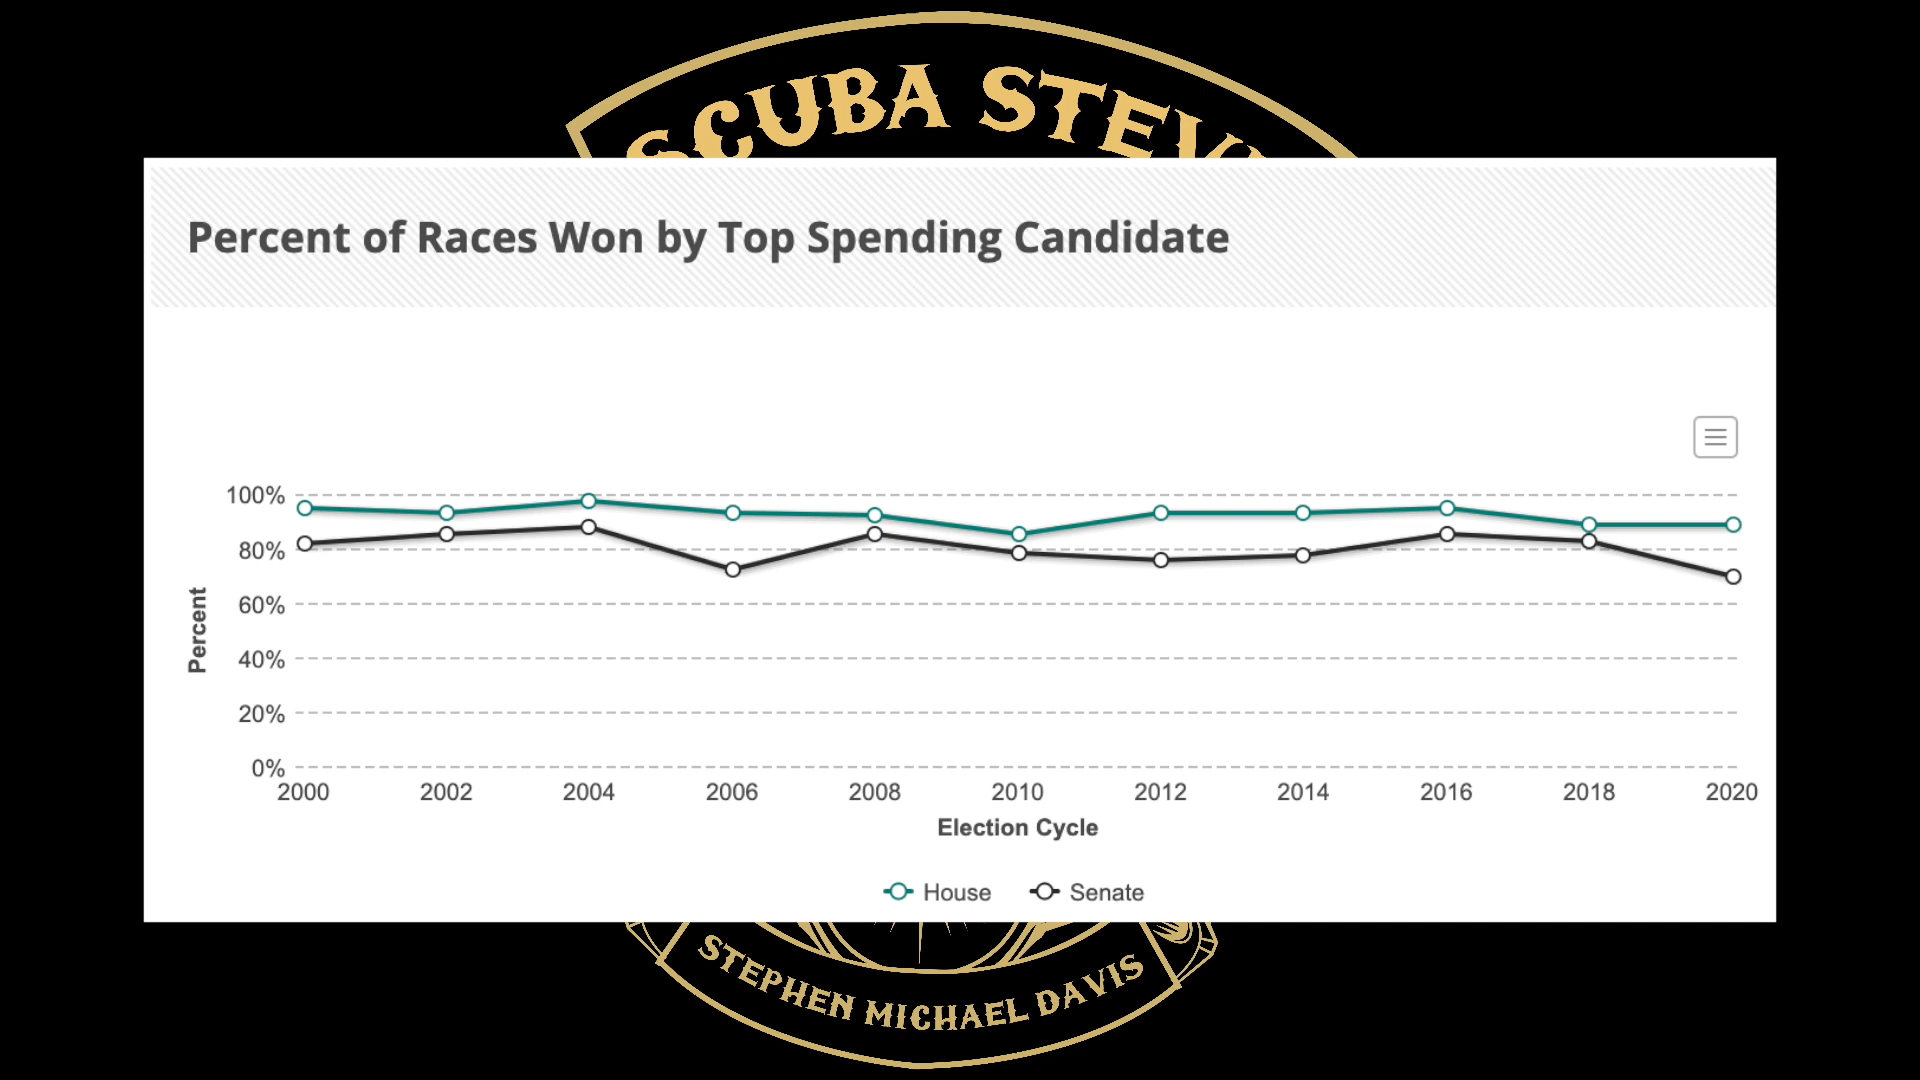 SCUBA STEV
Percent of Races Won by Top Spending Candidate
100%
80%
60%
40%
20%
0%
Percent
2000 2002 2004 2006 2008 2010 2012 2014 2016 2018 2020
Election Cycle
House Senate
STEPHEN MICHAEL DAVIS